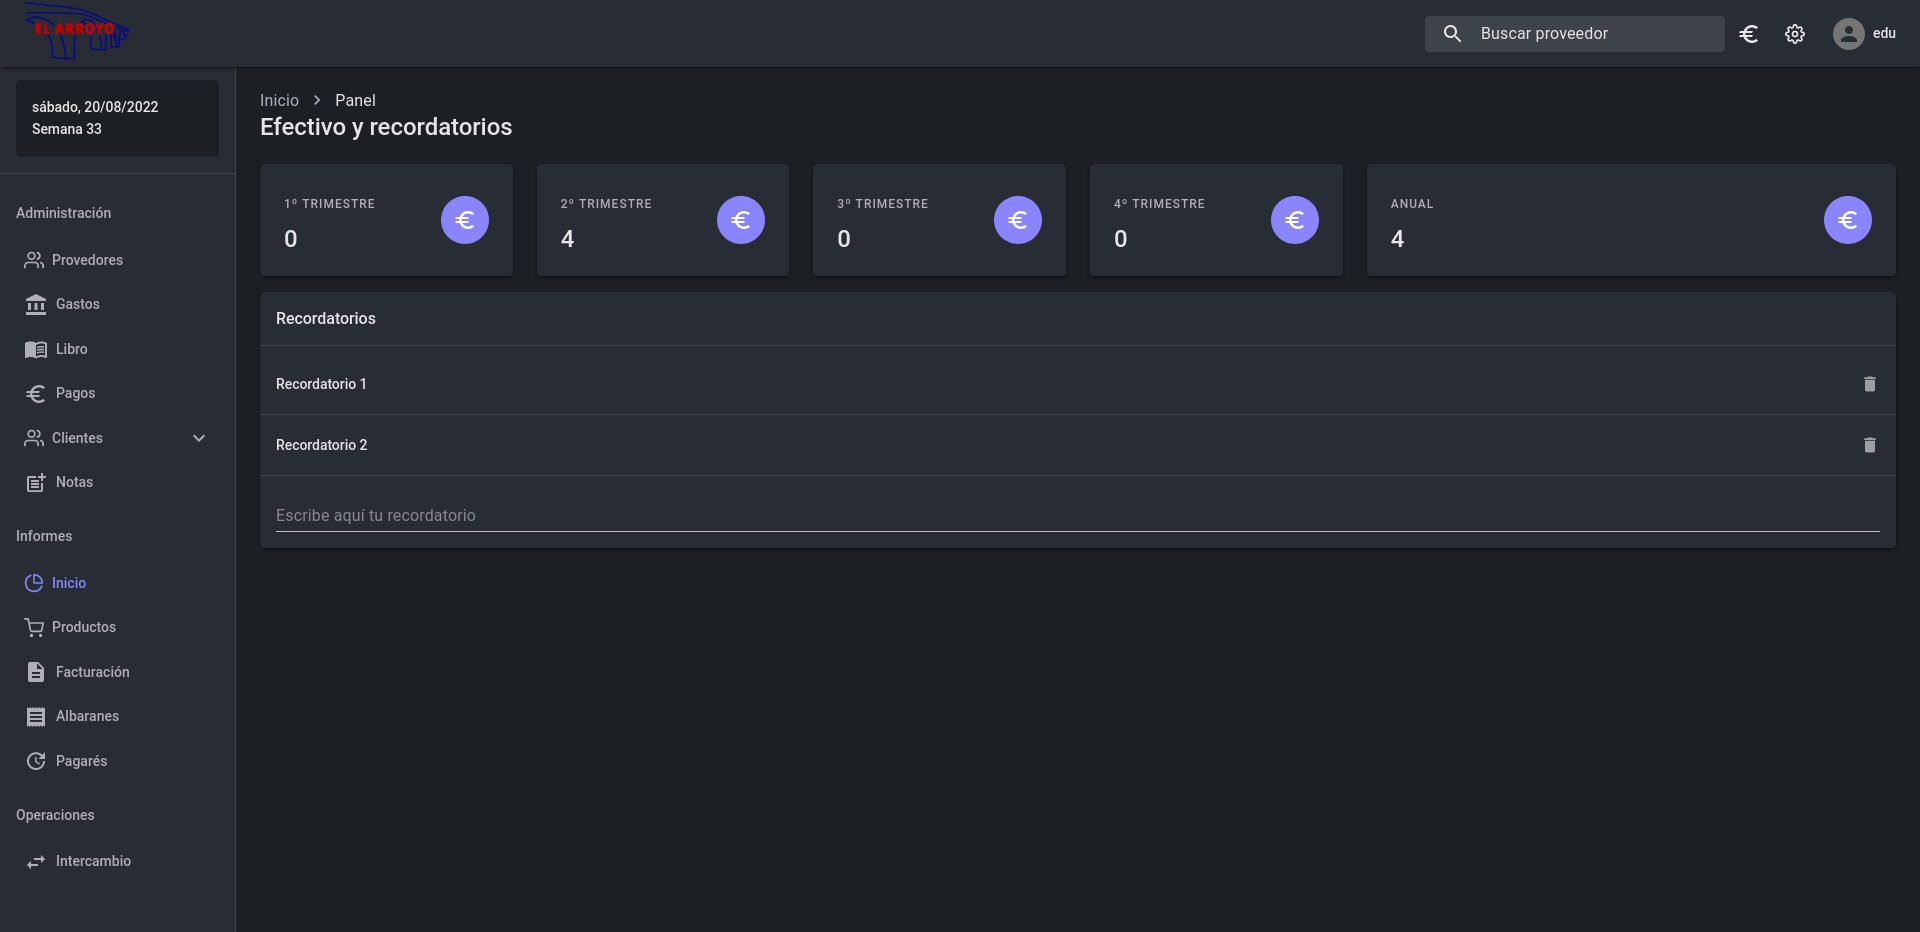 EL ARROYO
Buscar proveedor
edu
sábado, 20/08/2022
Semana 33
Administración
Provedores
Gastos
Libro
Pagos
Clientes
Notas
Informes
Inicio
Productos
Facturación
Albaranes
Pagarés
Operaciones
Intercambio
Inicio > Panel
Efectivo y recordatorios
1º TRIMESTRE
0
2º TRIMESTRE
4
3º TRIMESTRE
0
4º TRIMESTRE
0
ANUAL
4
Recordatorios
Recordatorio 1
Recordatorio 2
Escribe aquí tu recordatorio